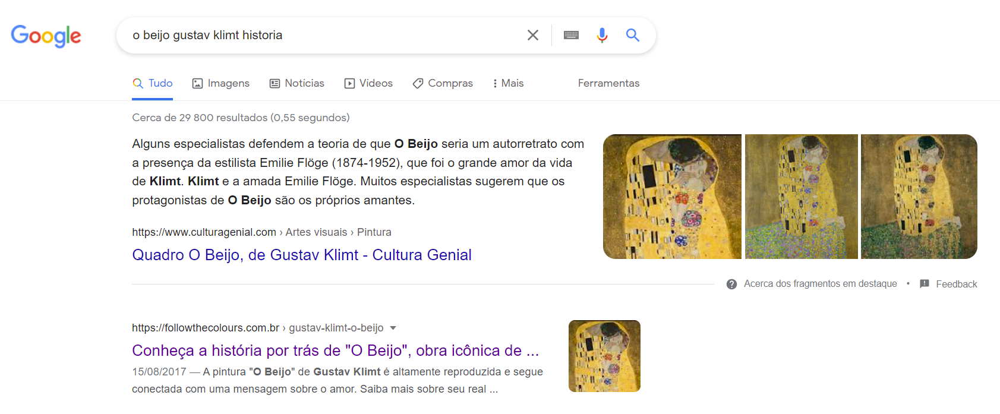 Google
o beijo gustav klimt historia
Tudo
Imagens
Notícias
Vídeos
Compras
Mais
Ferramentas
Cerca de 29 800 resultados (0,55 segundos)
Alguns especialistas defendem a teoria de que O Beijo seria um autorretrato com
a presença da estilista Emilie Flöge (1874-1952), que foi o grande amor da vida
de Klimt. Klimt e a amada Emilie Flöge. Muitos especialistas sugerem que os
protagonistas de O Beijo são os próprios amantes.
https://www.culturagenial.com › Artes visuais › Pintura
Quadro O Beijo, de Gustav Klimt - Cultura Genial
Acerca dos fragmentos em destaque • Feedback
https://followthecolours.com.br › gustav-klimt-o-beijo
Conheça a história por trás de "O Beijo", obra icônica de ...
15/08/2017 — A pintura "O Beijo" de Gustav Klimt é altamente reproduzida e segue
conectada com uma mensagem sobre o amor. Saiba mais sobre seu real ...